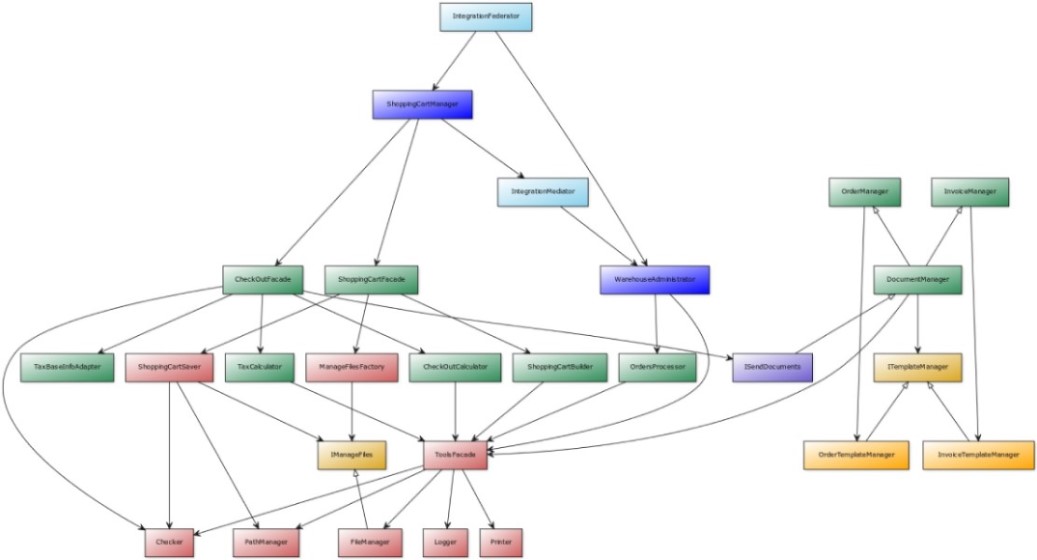 IntegrationFederator
ShoppingCartManager
IntegrationMediator
OrderManager
InvoiceManager
CheckOutFacade
ShoppingCartFacade
WarehouseAdministrator
DocumentManager
TaxBaseInfoAdapter
ShoppingCartSaver
TaxCalculator
ManageFilesFactory
CheckOutCalculator
ShoppingCartBuilder
OrdersProcessor
ISendDocuments
ITemplateManager
IManageFiles
ToolsFacade
OrderTemplateManager
InvoiceTemplateManager
Checker
PathManager
FileManager
Logger
Printer